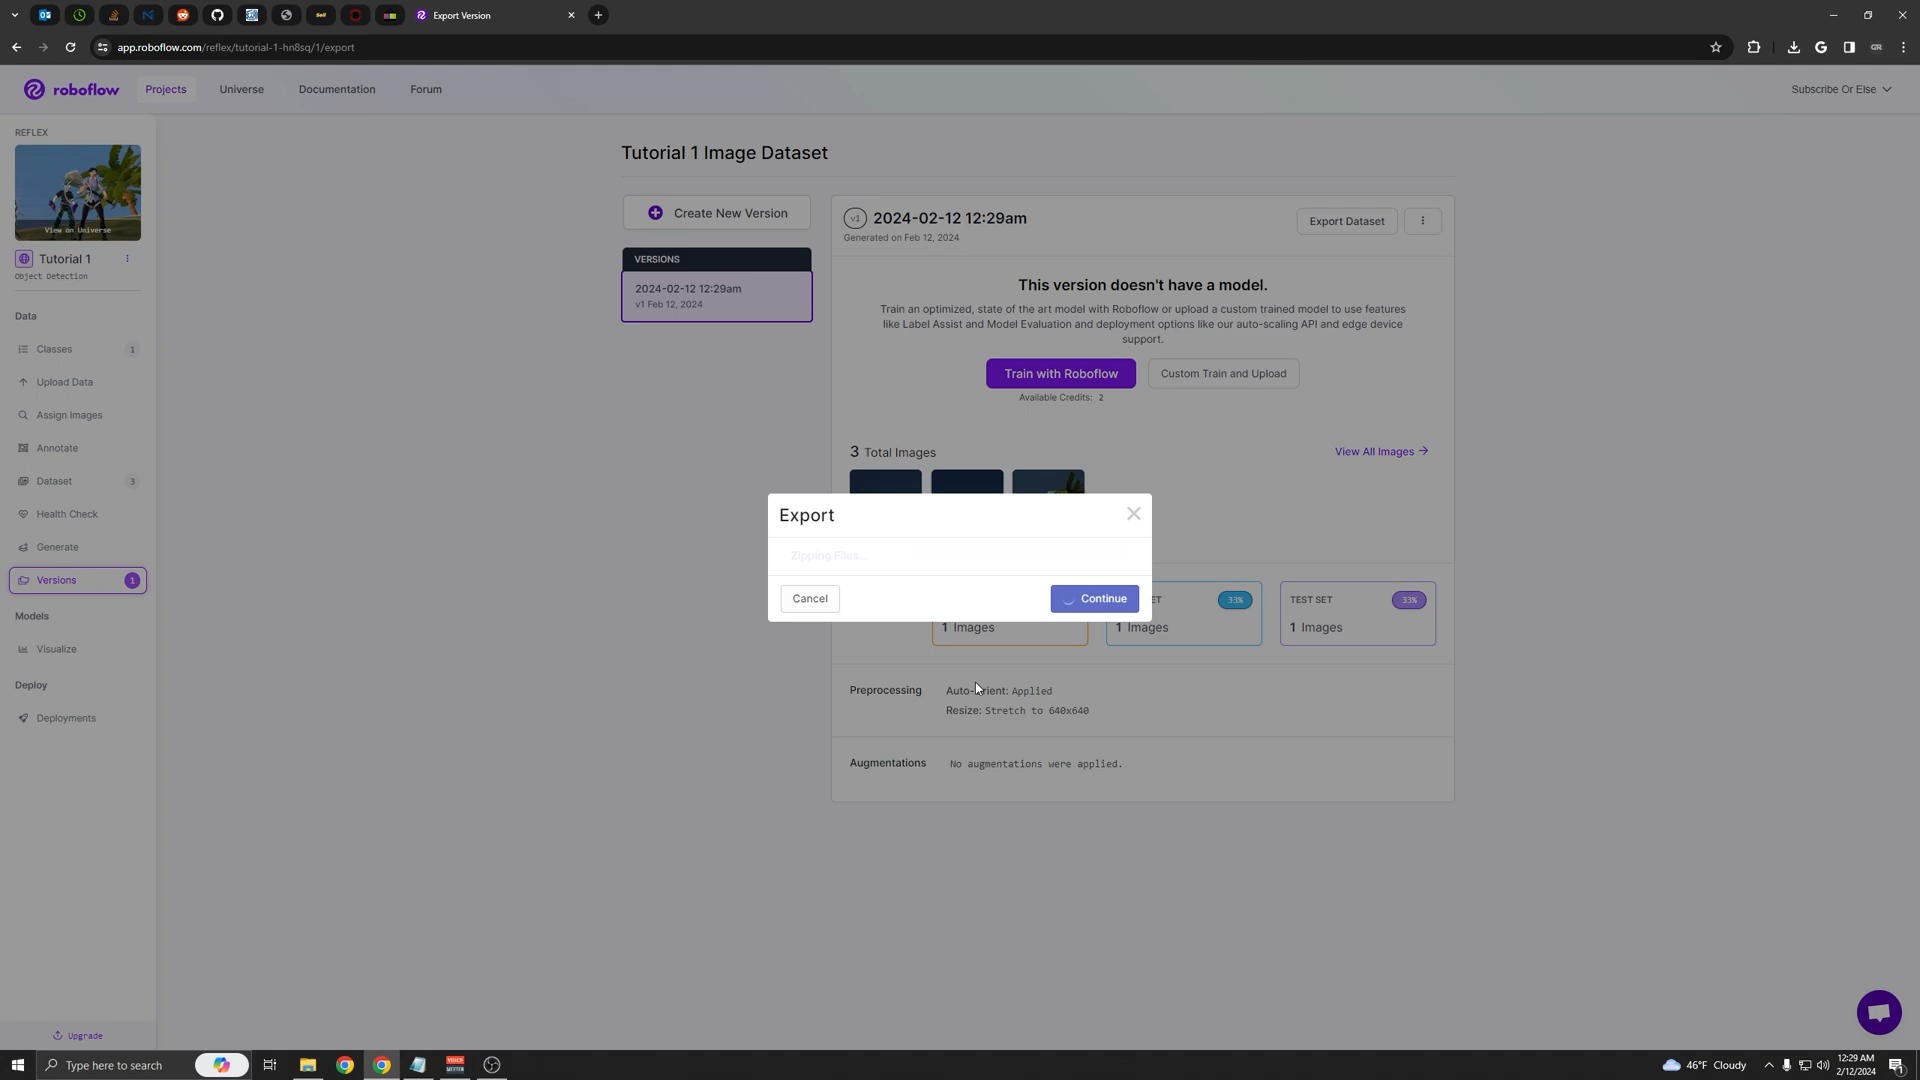 Export Version
app.roboflow.com/reflex/tutorial-1-hn8sq/1/export
roboflow
Projects
Universe
Documentation
Forum
Subscribe Or Else
REFLEX
View on Universe
Tutorial 1
Object Detection
Data
Classes 1
Upload Data
Assign Images
Annotate
Dataset 3
Health Check
Generate
Versions 1
Models
Visualize
Deploy
Deployments
Upgrade
Tutorial 1 Image Dataset
Create New Version
VERSIONS
2024-02-12 12:29am
v1 Feb 12, 2024
v1 2024-02-12 12:29am
Generated on Feb 12, 2024
Export Dataset
This version doesn't have a model.
Train an optimized, state of the art model with Roboflow or upload a custom trained model to use features
like Label Assist and Model Evaluation and deployment options like our auto-scaling API and edge device
support.
Train with Roboflow
Custom Train and Upload
Available Credits: 2
3 Total Images
View All Images
Export
Zipping Files...
Cancel
Continue
ET 33%
TEST SET 33%
1 Images
1 Images
1 Images
Preprocessing
Auto-Orient: Applied
Resize: Stretch to 640x640
Augmentations
No augmentations were applied.
Type here to search
46°F Cloudy
12:29 AM
2/12/2024